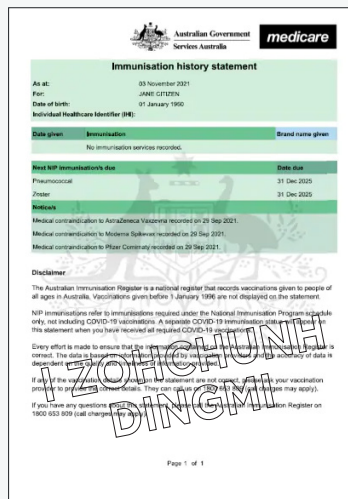 Australian Government
Services Australia
medicare
Immunisation history statement
As at: 03 November 2021
For: JANE CITIZEN
Date of birth: 01 January 1960
Individual Healthcare Identifier (IHI):
Date given Immunisation Brand name given
No immunisation services recorded.
Next NIP immunisation/s due Date due
Pneumococcal 31 Dec 2025
Zoster 31 Dec 2025
Notice/s
Medical contraindication to AstraZeneca Vaxzevria recorded on 29 Sep 2021.
Medical contraindication to Moderna Spikevax recorded on 29 Sep 2021.
Medical contraindication to Pfizer Comirnaty recorded on 29 Sep 2021.
Disclaimer
The Australian Immunisation Register is a national register that records vaccinations given to people of
all ages in Australia. Vaccinations given before 1 January 1996 are not displayed on the statement.
NIP immunisations refer to immunisations required under the National Immunisation Program schedule
only, not including COVID-19 vaccinations. A separate COVID-19 immunisation status will appear on
this statement when you have received all required COVID-19 vaccinations.
Every effort is made to ensure that the information contained on the Australian Immunisation Register is
correct. The data is based on information provided by vaccination providers and the accuracy of data is
dependent on the quality and timeliness of information provided.
If any of the vaccination details shown on the statement are not correct, please ask your vaccination
provider to provide the correct details. They can call us on 1800 653 809 (call charges may apply).
If you have any questions about this statement, please call the Australian Immunisation Register on
1800 653 809 (call charges may apply).
I ZOHOHUNH
DINGMI
Page 1 of 1